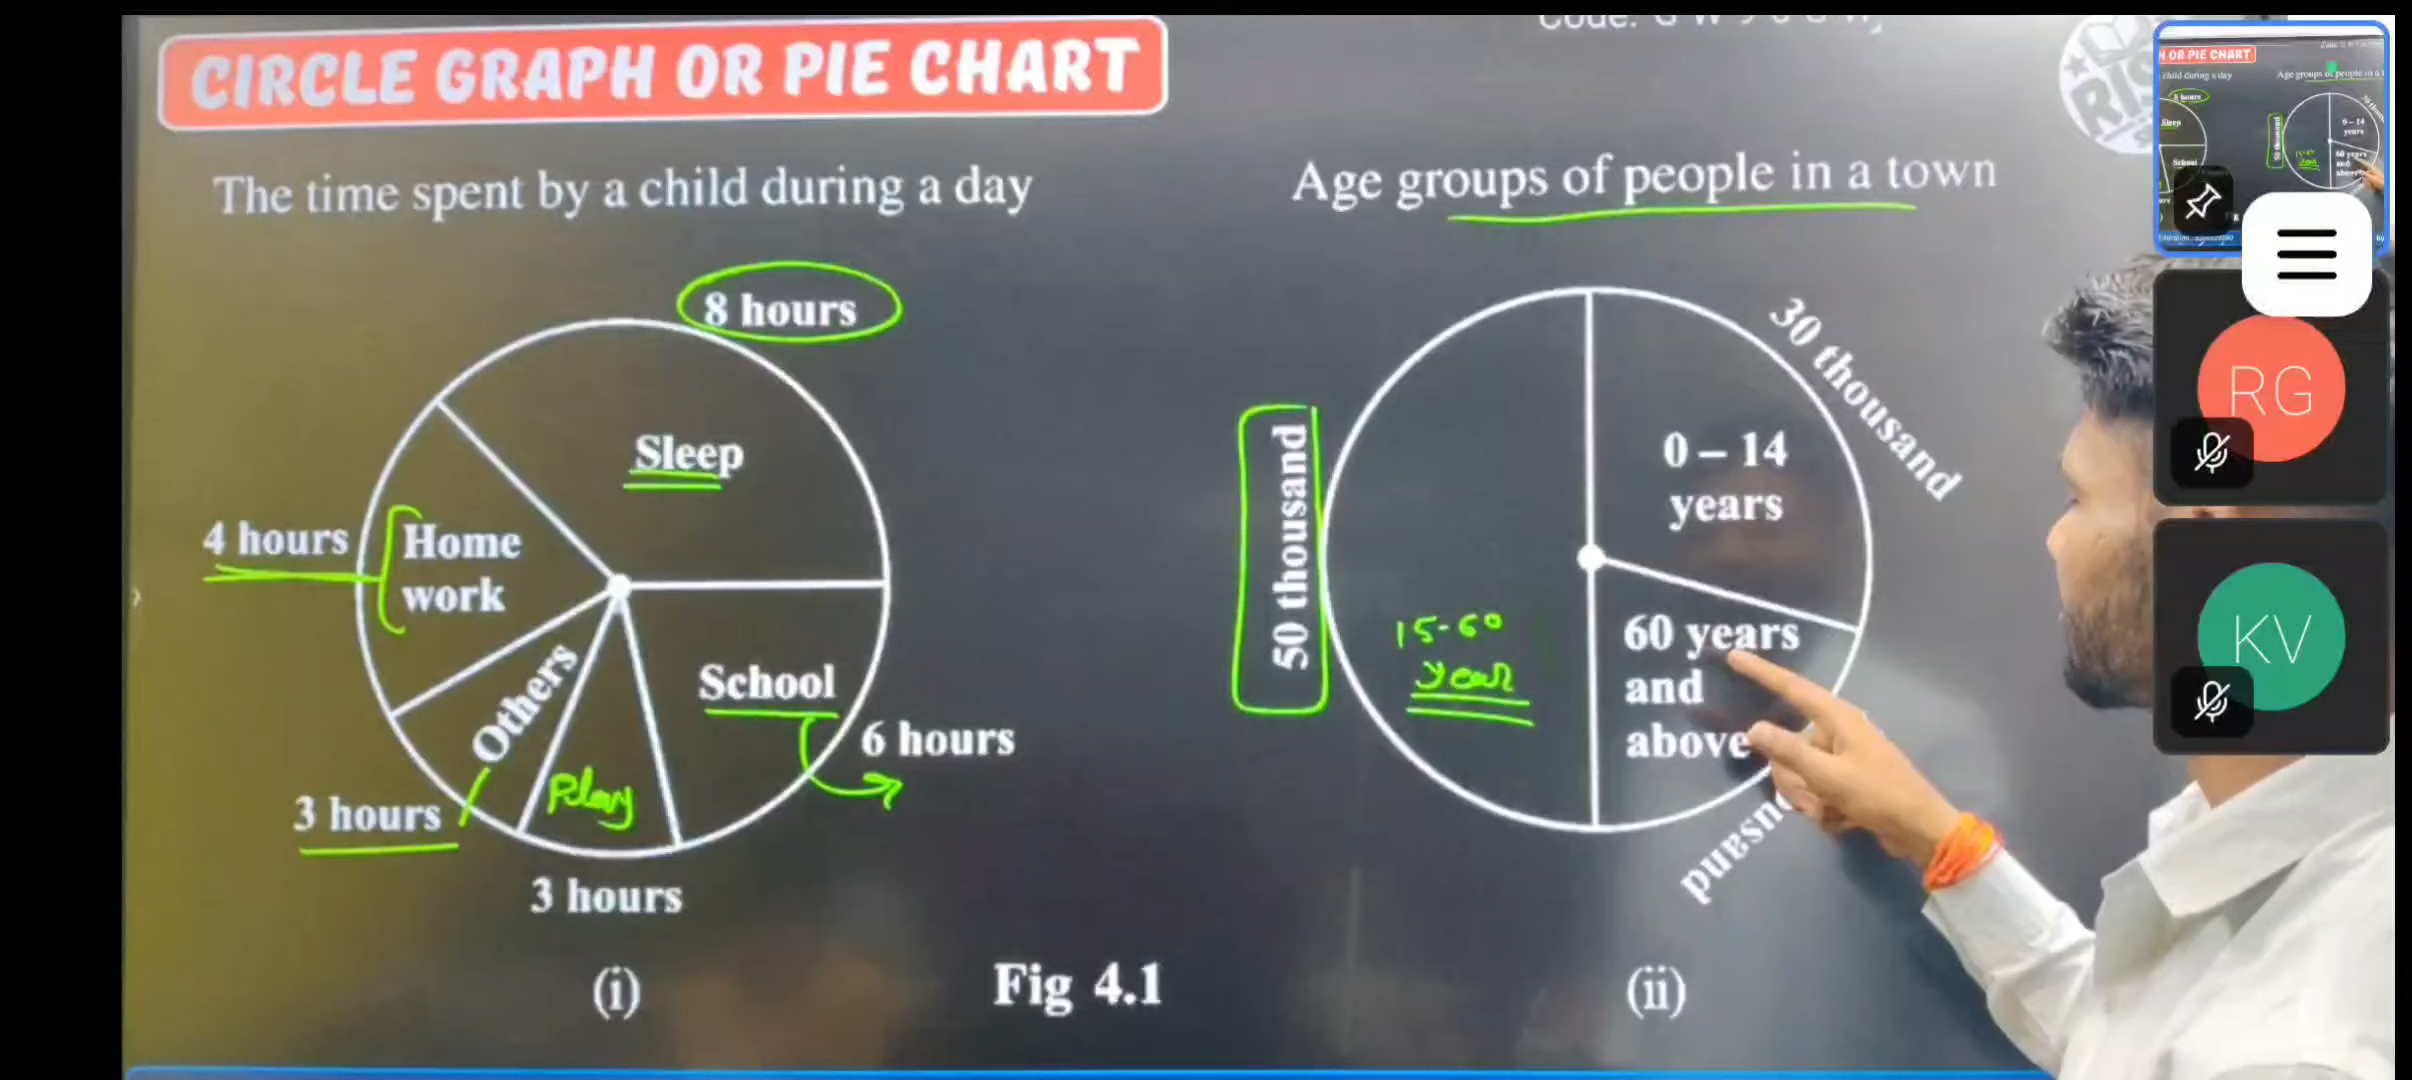 CIRCLE GRAPH OR PIE CHART
The time spent by a child during a day
8 hours
Sleep
4 hours
Home
work
Others
School
6 hours
Play
3 hours
3 hours
(i)
Fig 4.1
Age groups of people in a town
30 thousand
0 – 14
years
50 thousand
15-60
year
60 years
and
above
(ii)
RG
KV